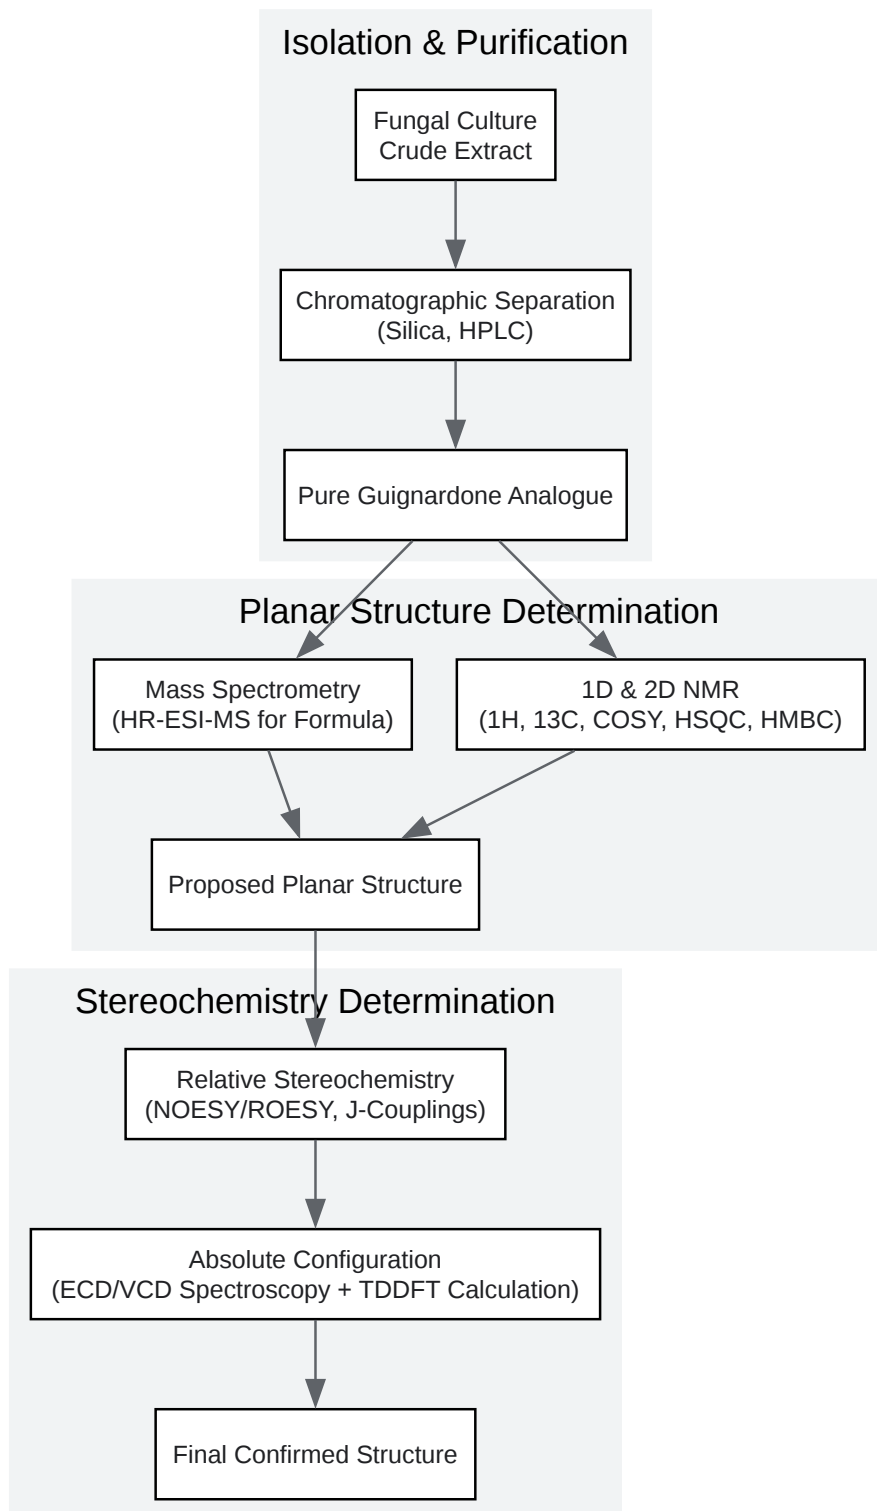 Isolation & Purification
Fungal Culture
Crude Extract
Chromatographic Separation
(Silica, HPLC)
Pure Guignardone Analogue
Planar Structure Determination
Mass Spectrometry
(HR-ESI-MS for Formula)
1D & 2D NMR
(1H, 13C, COSY, HSQC, HMBC)
Proposed Planar Structure
Stereochemistry Determination
Relative Stereochemistry
(NOESY/ROESY, J-Couplings)
Absolute Configuration
(ECD/VCD Spectroscopy + TDDFT Calculation)
Final Confirmed Structure